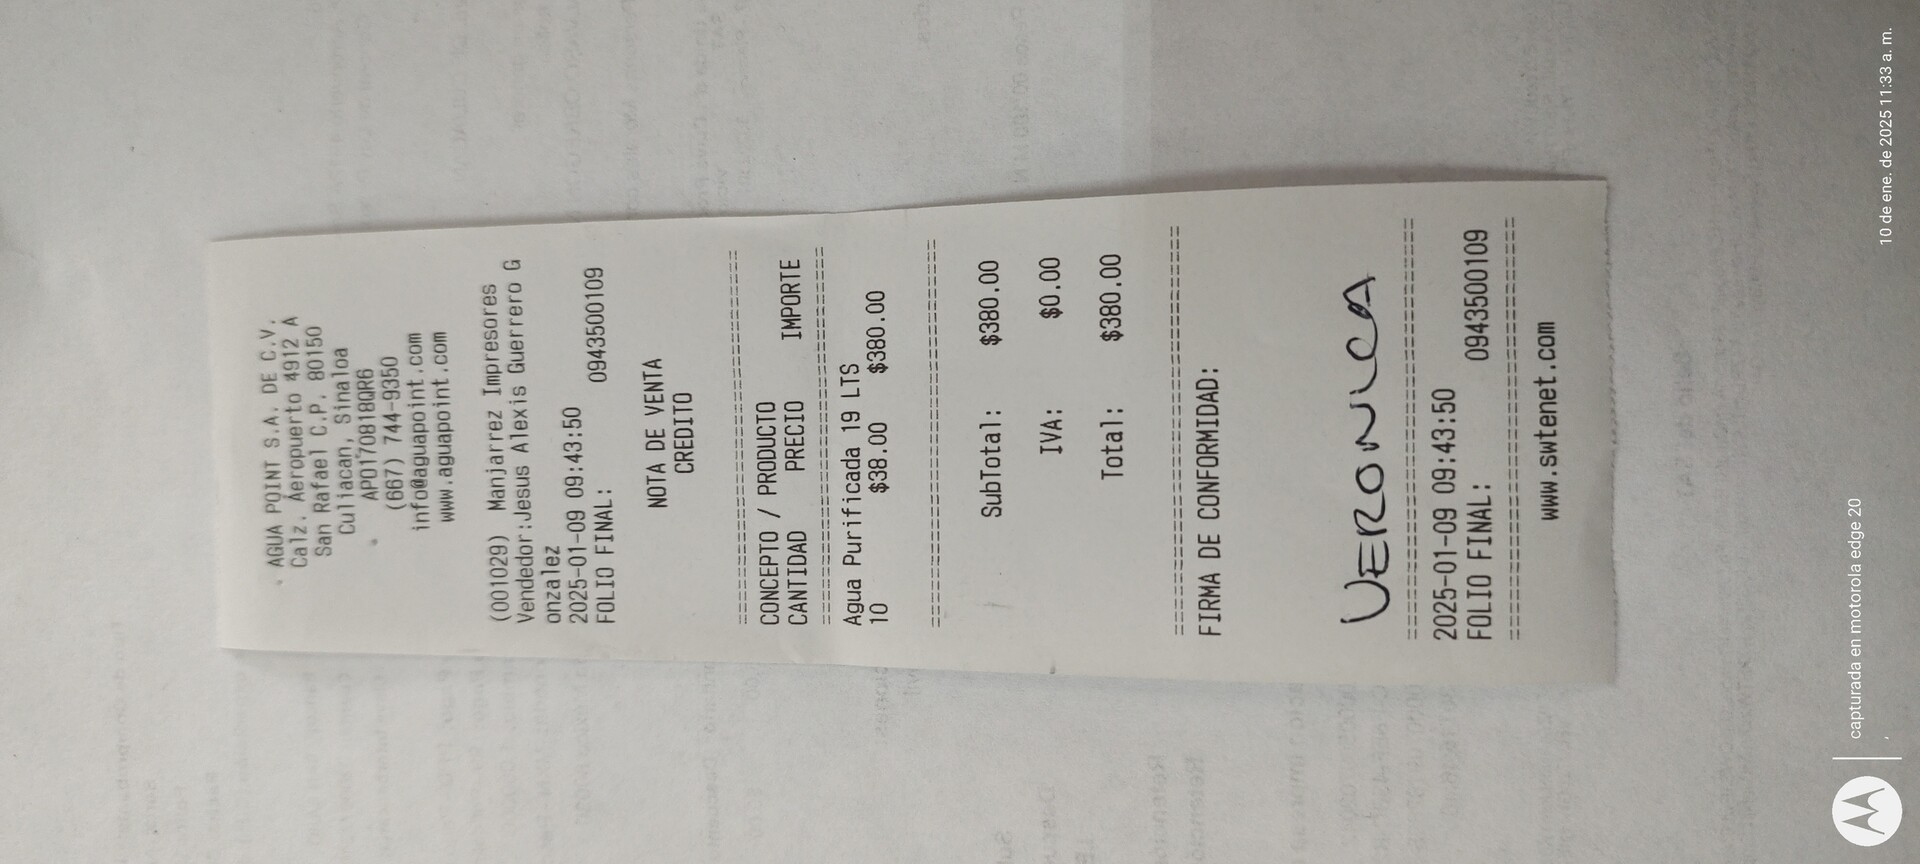 AGUA POINT S.A. DE C.V.
Calz. Aeropuerto 4912 A
San Rafael C.P. 80150
Culiacan, Sinaloa
APO170818QR6
(667) 744-9350
info@aguapoint.com
www.aguapoint.com
(001029) Manjarrez Impresores
Vendedor:Jesus Alexis Guerrero G
onzalez
2025-01-09 09:43:50
FOLIO FINAL: 0943500109
NOTA DE VENTA
CREDITO
================================
CONCEPTO / PRODUCTO
CANTIDAD PRECIO IMPORTE
================================
Agua Purificada 19 LTS
10 $38.00 $380.00
================================
SubTotal: $380.00
IVA: $0.00
Total: $380.00
================================
FIRMA DE CONFORMIDAD:
VERONICA
================================
2025-01-09 09:43:50
FOLIO FINAL: 0943500109
================================
www.swtenet.com
capturada en motorola edge 20
10 de ene. de 2025 11:33 a. m.